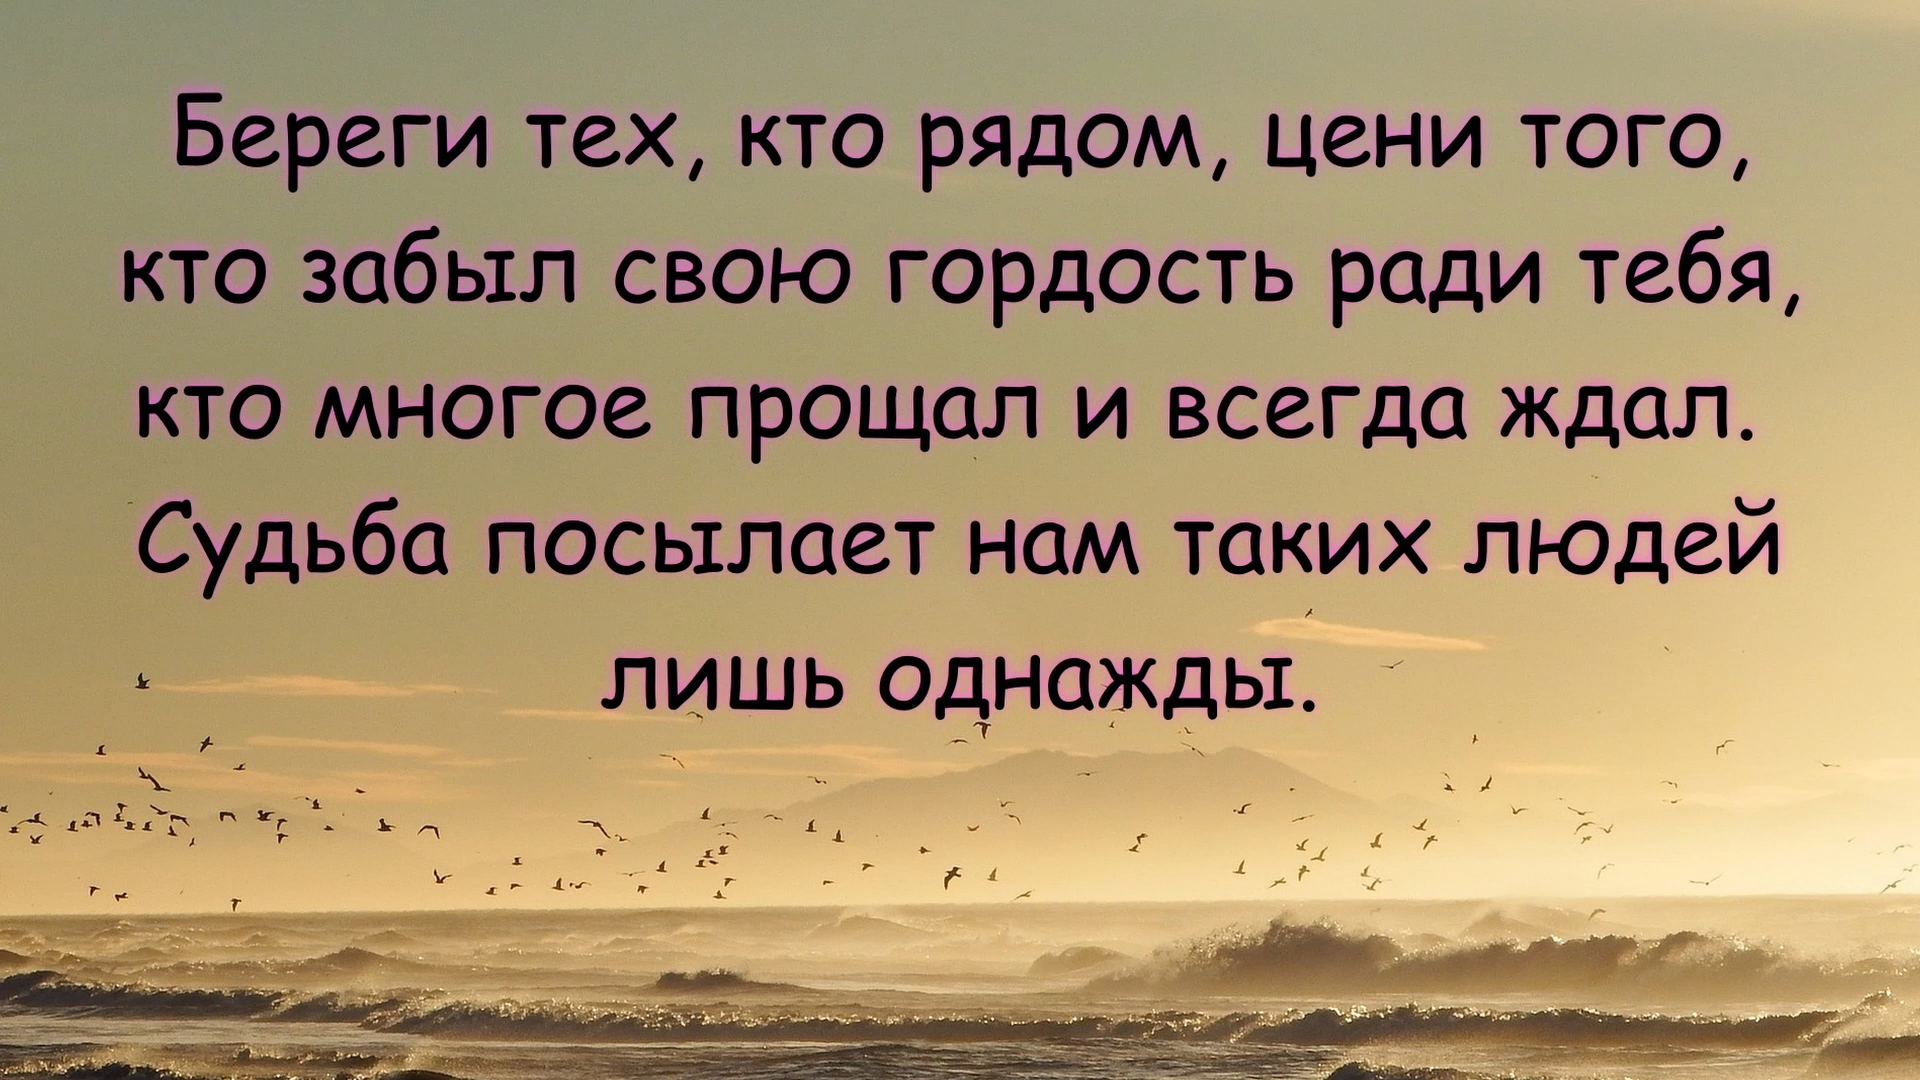 Береги тех, кто рядом, цени того,
кто забыл свою гордость ради тебя,
кто многое прощал и всегда ждал.
Судьба посылает нам таких людей
лишь однажды.